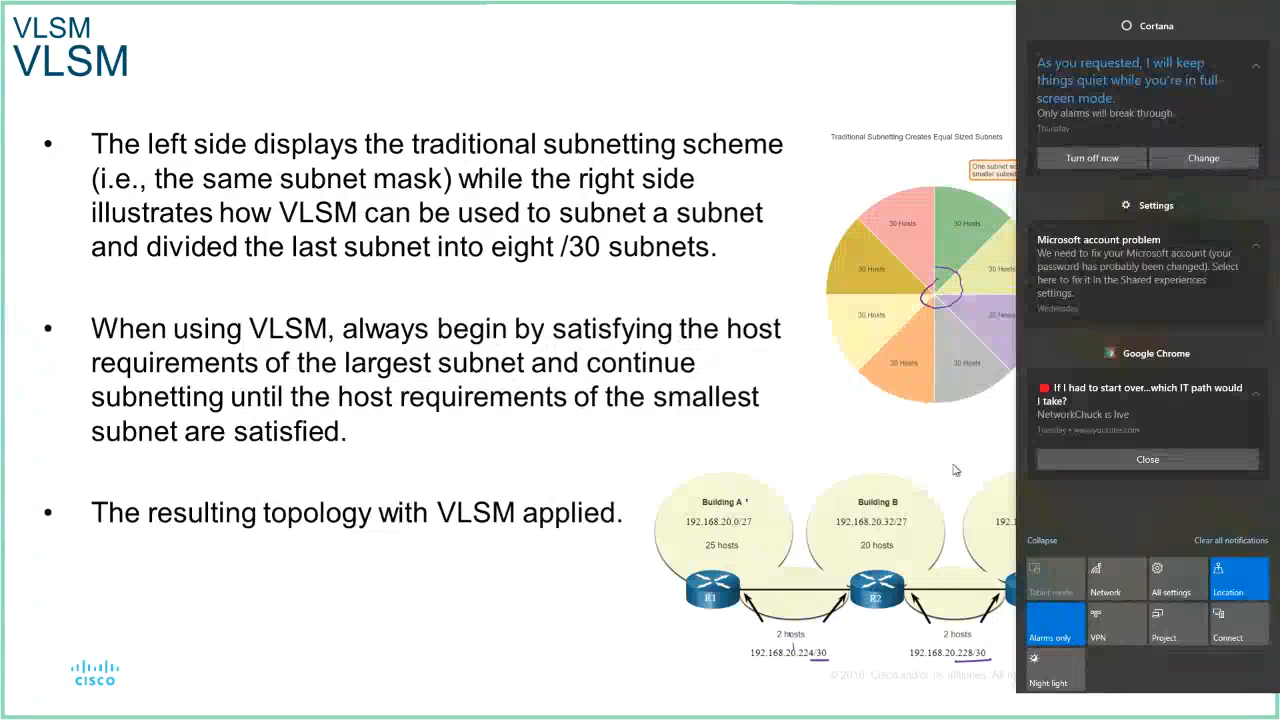 VLSM
VLSM
• The left side displays the traditional subnetting scheme
(i.e., the same subnet mask) while the right side
illustrates how VLSM can be used to subnet a subnet
and divided the last subnet into eight /30 subnets.
• When using VLSM, always begin by satisfying the host
requirements of the largest subnet and continue
subnetting until the host requirements of the smallest
subnet are satisfied.
• The resulting topology with VLSM applied.
Traditional Subnetting Creates Equal Sized Subnets
One subnet
smaller
30 Hosts
30 Hosts
30 Hosts
30 Hosts
30 Hosts
30 Hosts
30 Hosts
30 Hosts
Building A
192.168.20.0/27
25 hosts
Building B
192.168.20.32/27
20 hosts
R1
R2
2 hosts
192.168.20.224/30
2 hosts
192.168.20.228/30
CISCO
© 2016 Cisco and/or its affiliates. All
Cortana
As you requested, I will keep
things quiet while you're in full-
screen mode.
Only alarms will break through.
Thursday
Turn off now
Change
Settings
Microsoft account problem
We need to fix your Microsoft account (your
password has probably been changed). Select
here to fix it in the Shared experiences
settings.
Wednesday
Google Chrome
If I had to start over...which IT path would
I take?
NetworkChuck is live
Tuesday • www.youtube.com
Close
Collapse
Clear all notifications
Tablet mode
Network
All settings
Location
Alarms only
VPN
Project
Connect
Night light